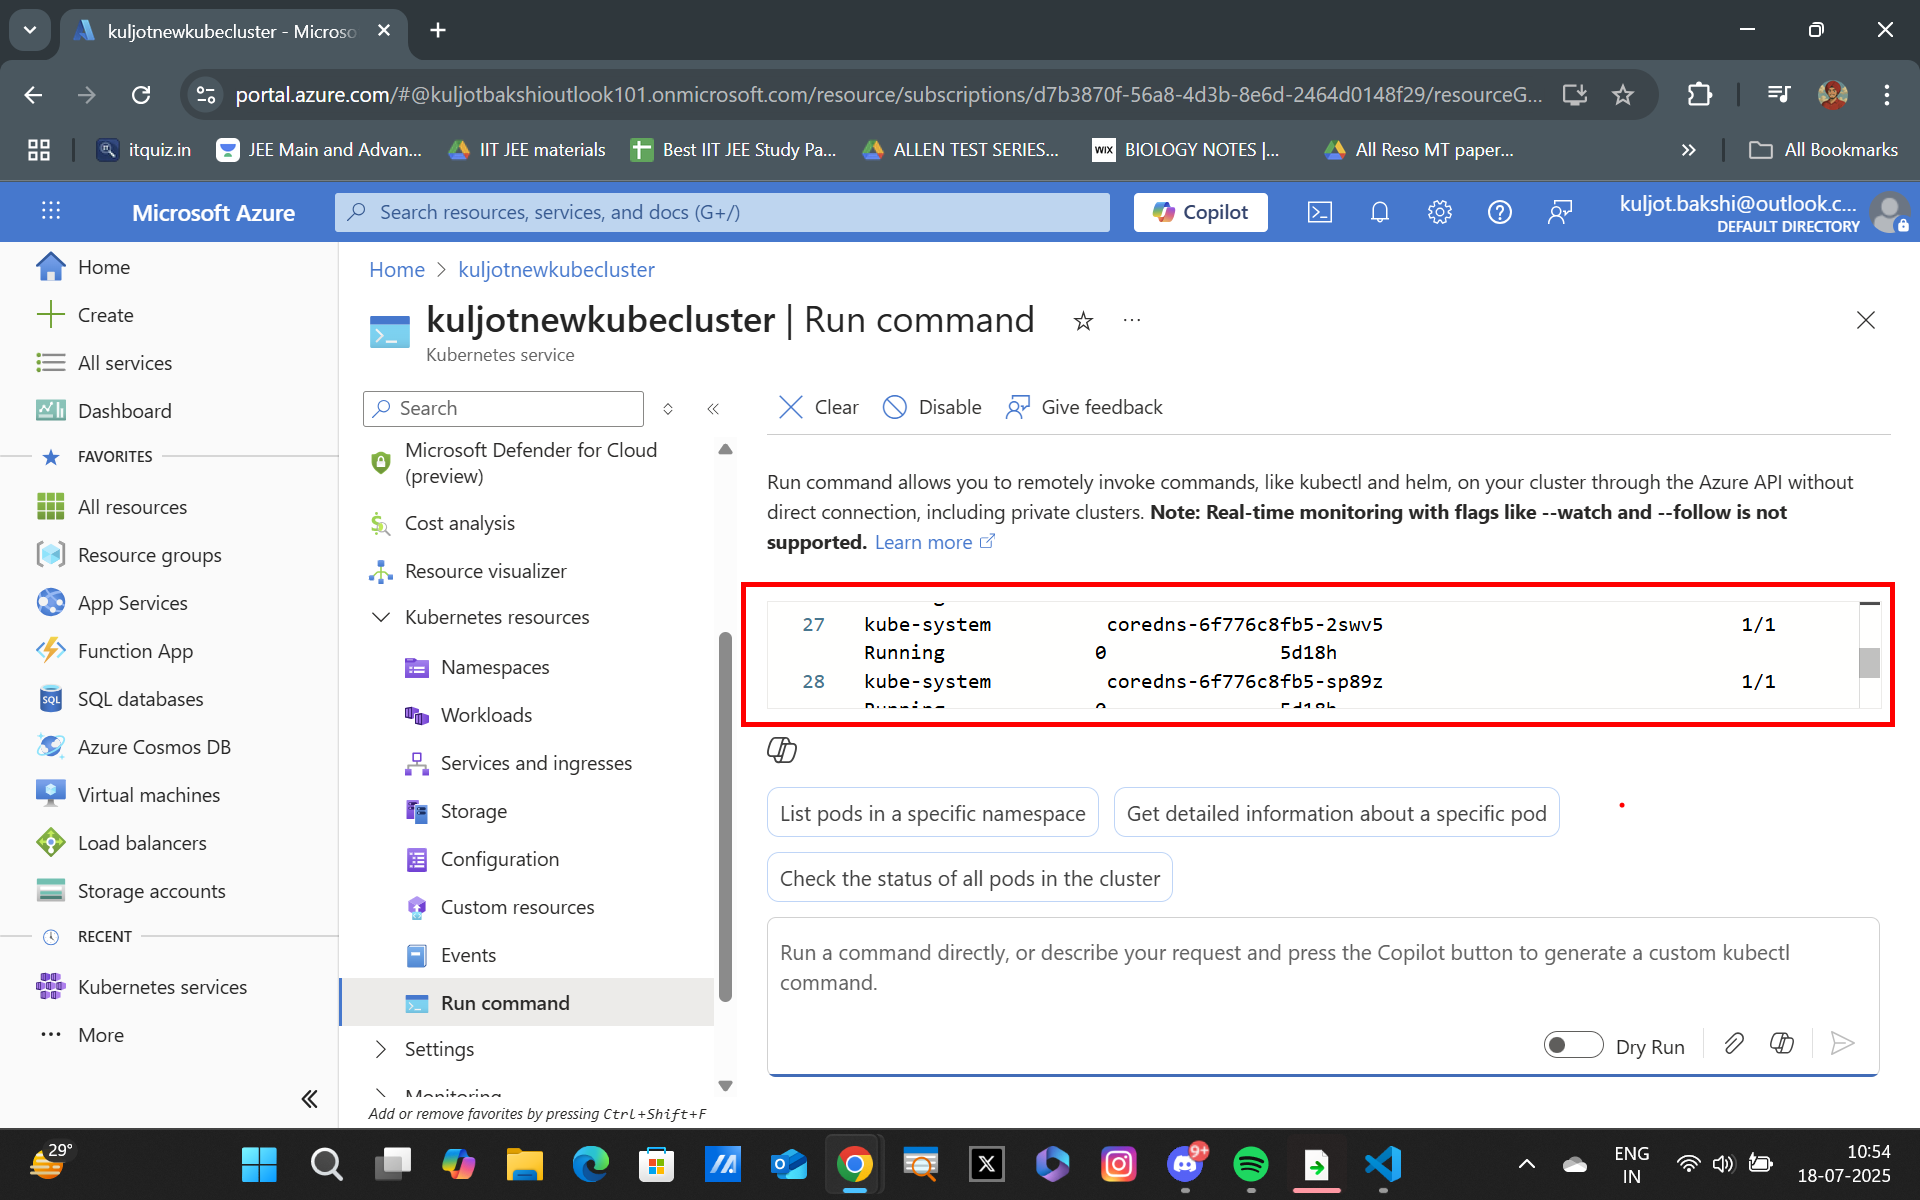 kuljotnewkubecluster - Microso
portal.azure.com/#@kuljotbakshioutlook101.onmicrosoft.com/resource/subscriptions/d7b3870f-56a8-4d3b-8e6d-2464d0148f29/resourceG...
itquiz.in
JEE Main and Advan...
IIT JEE materials
Best IIT JEE Study Pa...
ALLEN TEST SERIES...
WIX BIOLOGY NOTES |...
All Reso MT paper...
All Bookmarks
Microsoft Azure
Search resources, services, and docs (G+/)
Copilot
kuljot.bakshi@outlook.c...
DEFAULT DIRECTORY
Home
Create
All services
Dashboard
FAVORITES
All resources
Resource groups
App Services
Function App
SQL databases
Azure Cosmos DB
Virtual machines
Load balancers
Storage accounts
RECENT
Kubernetes services
More
Home > kuljotnewkubecluster
kuljotnewkubecluster | Run command
Kubernetes service
Search
Microsoft Defender for Cloud
(preview)
Cost analysis
Resource visualizer
Kubernetes resources
Namespaces
Workloads
Services and ingresses
Storage
Configuration
Custom resources
Events
Run command
Settings
Monitoring
Add or remove favorites by pressing Ctrl+Shift+F
Clear
Disable
Give feedback
Run command allows you to remotely invoke commands, like kubectl and helm, on your cluster through the Azure API without
direct connection, including private clusters. Note: Real-time monitoring with flags like --watch and --follow is not
supported. Learn more
27 kube-system coredns-6f776c8fb5-2swv5 1/1
Running 0 5d18h
28 kube-system coredns-6f776c8fb5-sp89z 1/1
Running 0 5d18h
List pods in a specific namespace
Get detailed information about a specific pod
Check the status of all pods in the cluster
Run a command directly, or describe your request and press the Copilot button to generate a custom kubectl
command.
Dry Run
29°
9+
ENG
IN
10:54
18-07-2025